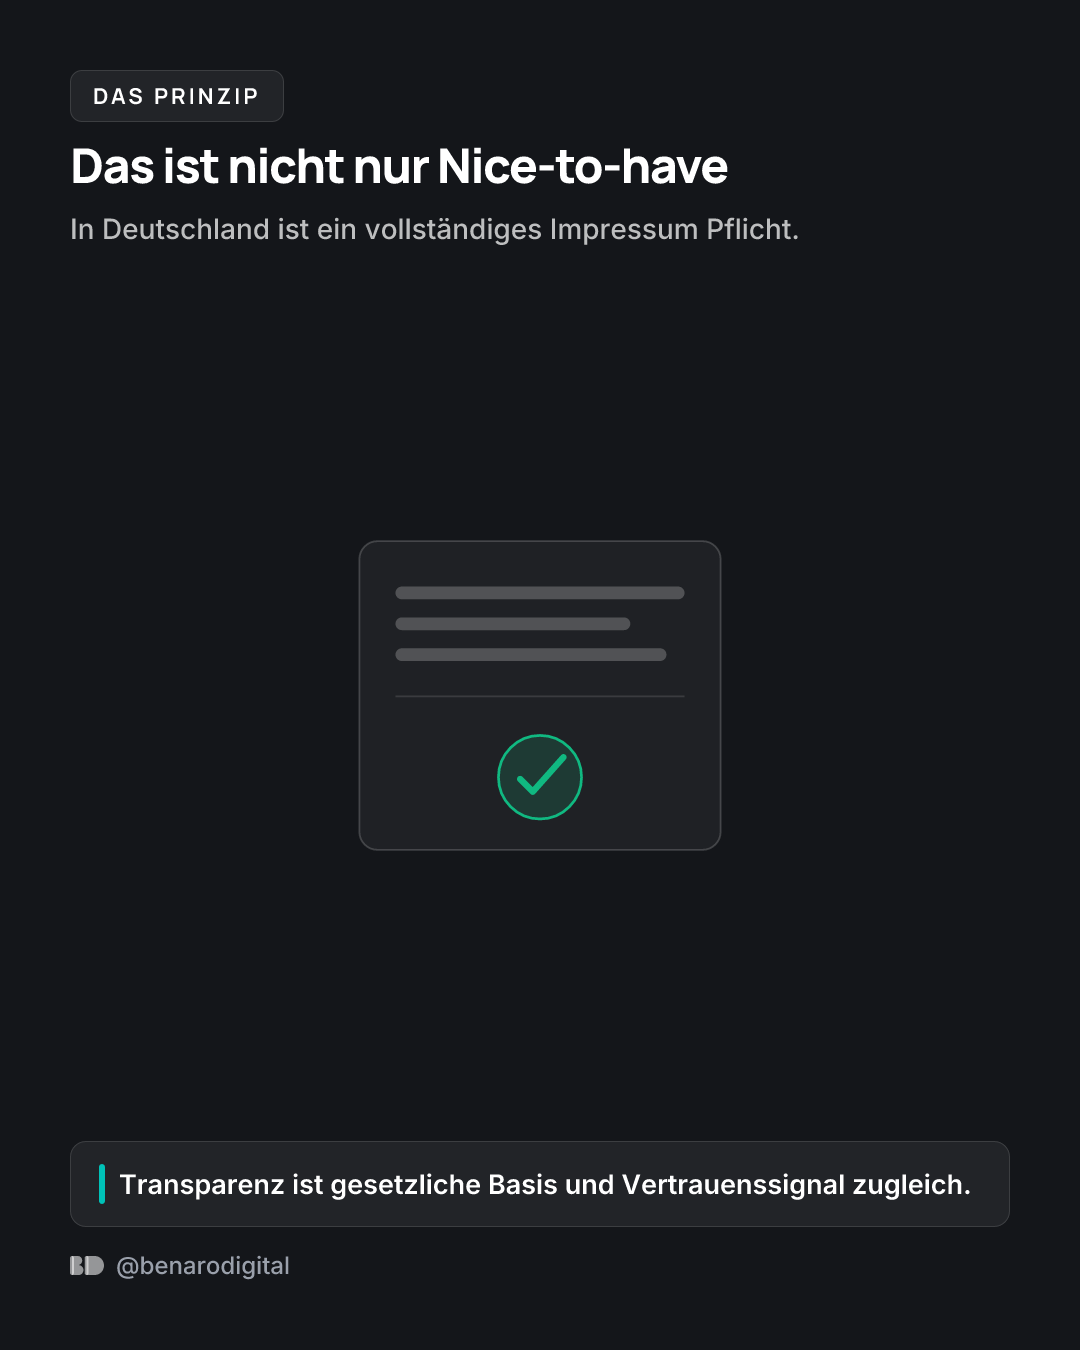 DAS PRINZIP
Das ist nicht nur Nice-to-have
In Deutschland ist ein vollständiges Impressum Pflicht.
Transparenz ist gesetzliche Basis und Vertrauenssignal zugleich.
BD @benarodigital